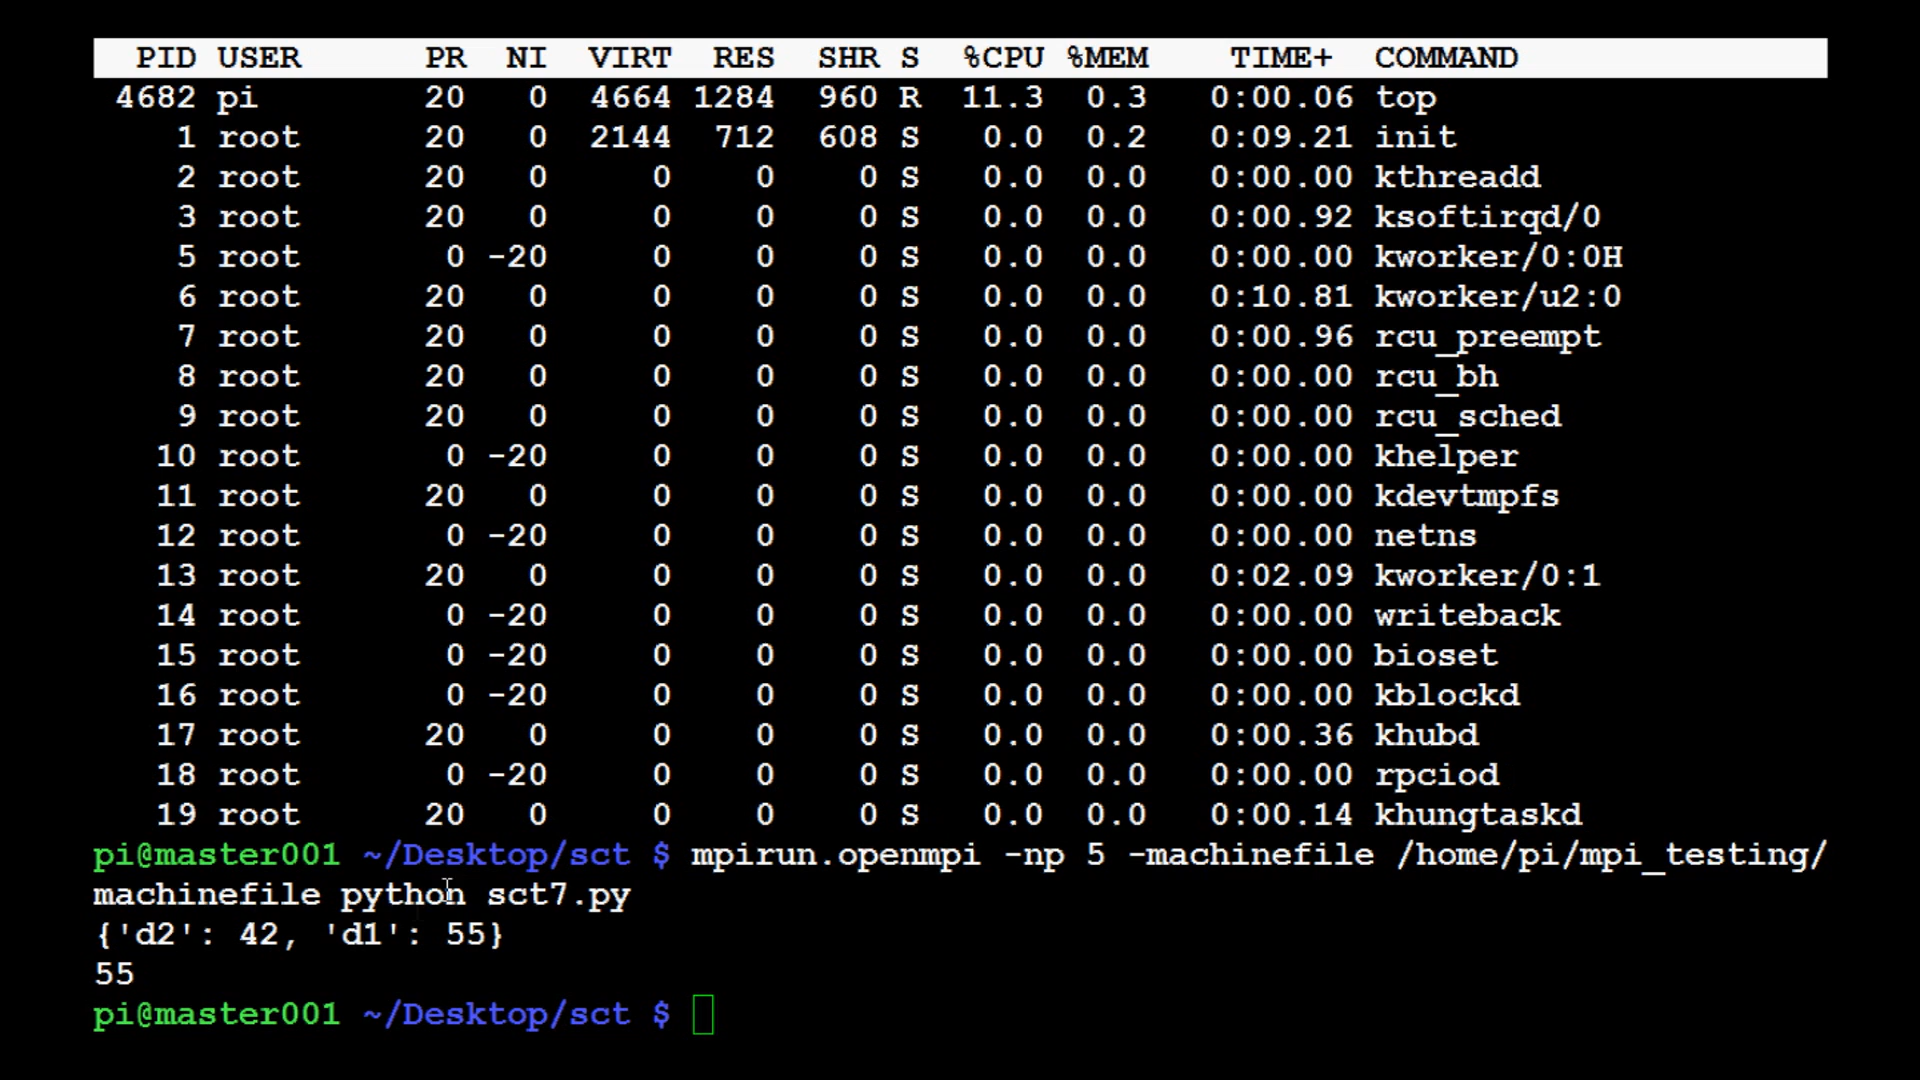 PID USER PR NI VIRT RES SHR S %CPU %MEM TIME+ COMMAND
4682 pi 20 0 4664 1284 960 R 11.3 0.3 0:00.06 top
1 root 20 0 2144 712 608 S 0.0 0.2 0:09.21 init
2 root 20 0 0 0 0 S 0.0 0.0 0:00.00 kthreadd
3 root 20 0 0 0 0 S 0.0 0.0 0:00.92 ksoftirqd/0
5 root 0 -20 0 0 0 S 0.0 0.0 0:00.00 kworker/0:0H
6 root 20 0 0 0 0 S 0.0 0.0 0:10.81 kworker/u2:0
7 root 20 0 0 0 0 S 0.0 0.0 0:00.96 rcu_preempt
8 root 20 0 0 0 0 S 0.0 0.0 0:00.00 rcu_bh
9 root 20 0 0 0 0 S 0.0 0.0 0:00.00 rcu_sched
10 root 0 -20 0 0 0 S 0.0 0.0 0:00.00 khelper
11 root 20 0 0 0 0 S 0.0 0.0 0:00.00 kdevtmpfs
12 root 0 -20 0 0 0 S 0.0 0.0 0:00.00 netns
13 root 20 0 0 0 0 S 0.0 0.0 0:02.09 kworker/0:1
14 root 0 -20 0 0 0 S 0.0 0.0 0:00.00 writeback
15 root 0 -20 0 0 0 S 0.0 0.0 0:00.00 bioset
16 root 0 -20 0 0 0 S 0.0 0.0 0:00.00 kblockd
17 root 20 0 0 0 0 S 0.0 0.0 0:00.36 khubd
18 root 0 -20 0 0 0 S 0.0 0.0 0:00.00 rpciod
19 root 20 0 0 0 0 S 0.0 0.0 0:00.14 khungtaskd
pi@master001 ~/Desktop/sct $ mpirun.openmpi -np 5 -machinefile /home/pi/mpi_testing/
machinefile python sct7.py
{'d2': 42, 'd1': 55}
55
pi@master001 ~/Desktop/sct $